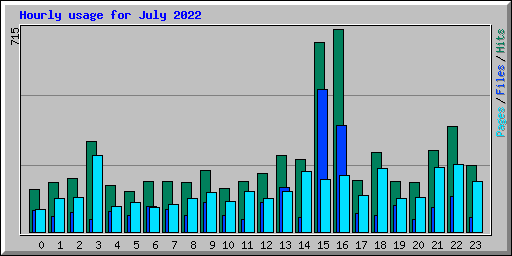 Hourly usage for July 2022
715
Pages/Files/Hits
0 1 2 3 4 5 6 7 8 9 10 11 12 13 14 15 16 17 18 19 20 21 22 23